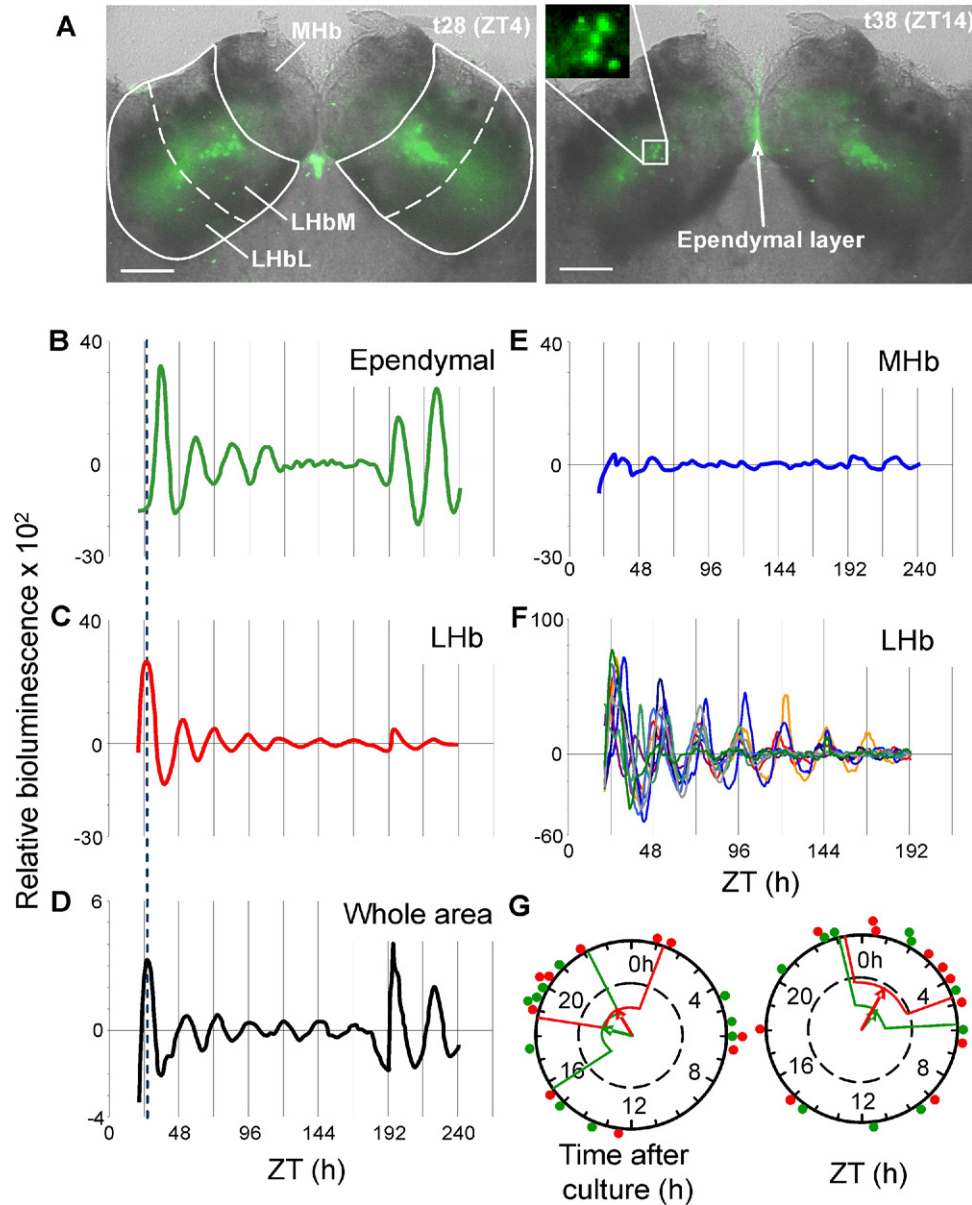 A
t28 (ZT4)
MHb
LHbM
LHbL
t38 (ZT14)
Ependymal layer
Relative bioluminescence x 10²
B
Ependymal
40
0
-30
C
LHb
40
0
-30
D
Whole area
6
0
-4
0 48 96 144 192 240
ZT (h)
E
MHb
40
0
-30
0 48 96 144 192 240
F
LHb
100
0
-60
0 48 96 144 192
ZT (h)
G
0h
4
8
12
16
20
Time after
culture (h)
0h
4
8
12
16
20
ZT (h)